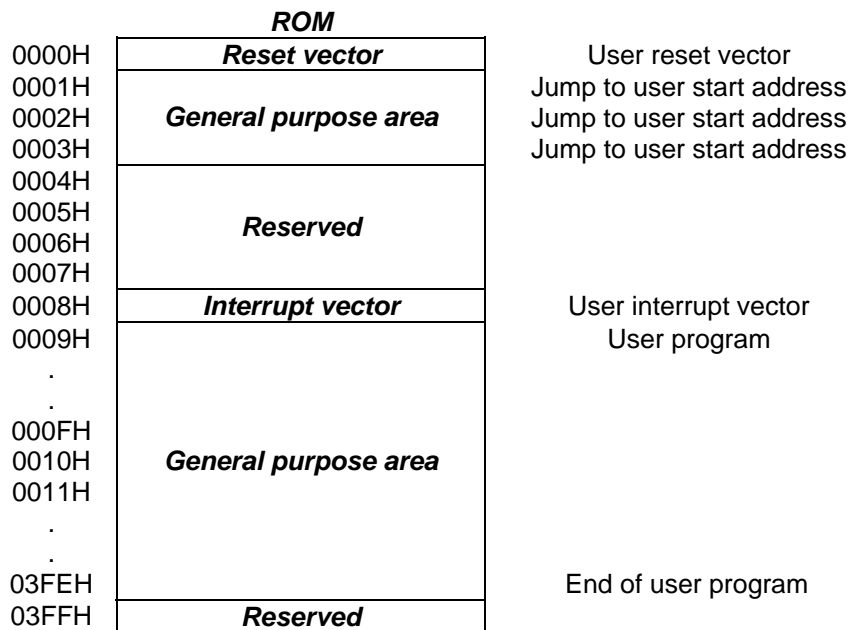 ROM
0000H Reset vector User reset vector
0001H Jump to user start address
0002H General purpose area Jump to user start address
0003H Jump to user start address
0004H
0005H
Reserved
0006H
0007H
0008H Interrupt vector User interrupt vector
0009H User program
.
.
000FH
0010H General purpose area
0011H
.
.
03FEH End of user program
03FFH Reserved